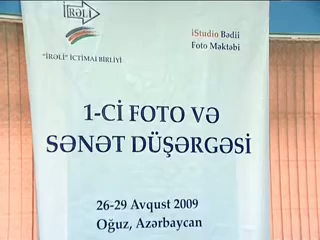 İRƏLİ
"İRƏLİ" İCTİMAİ BİRLİYİ
iStudio Bədii
Foto Məktəbi
1-Cİ FOTO VƏ
SƏNƏT DÜŞƏRGƏSİ
26-29 Avqust 2009
Oğuz, Azərbaycan